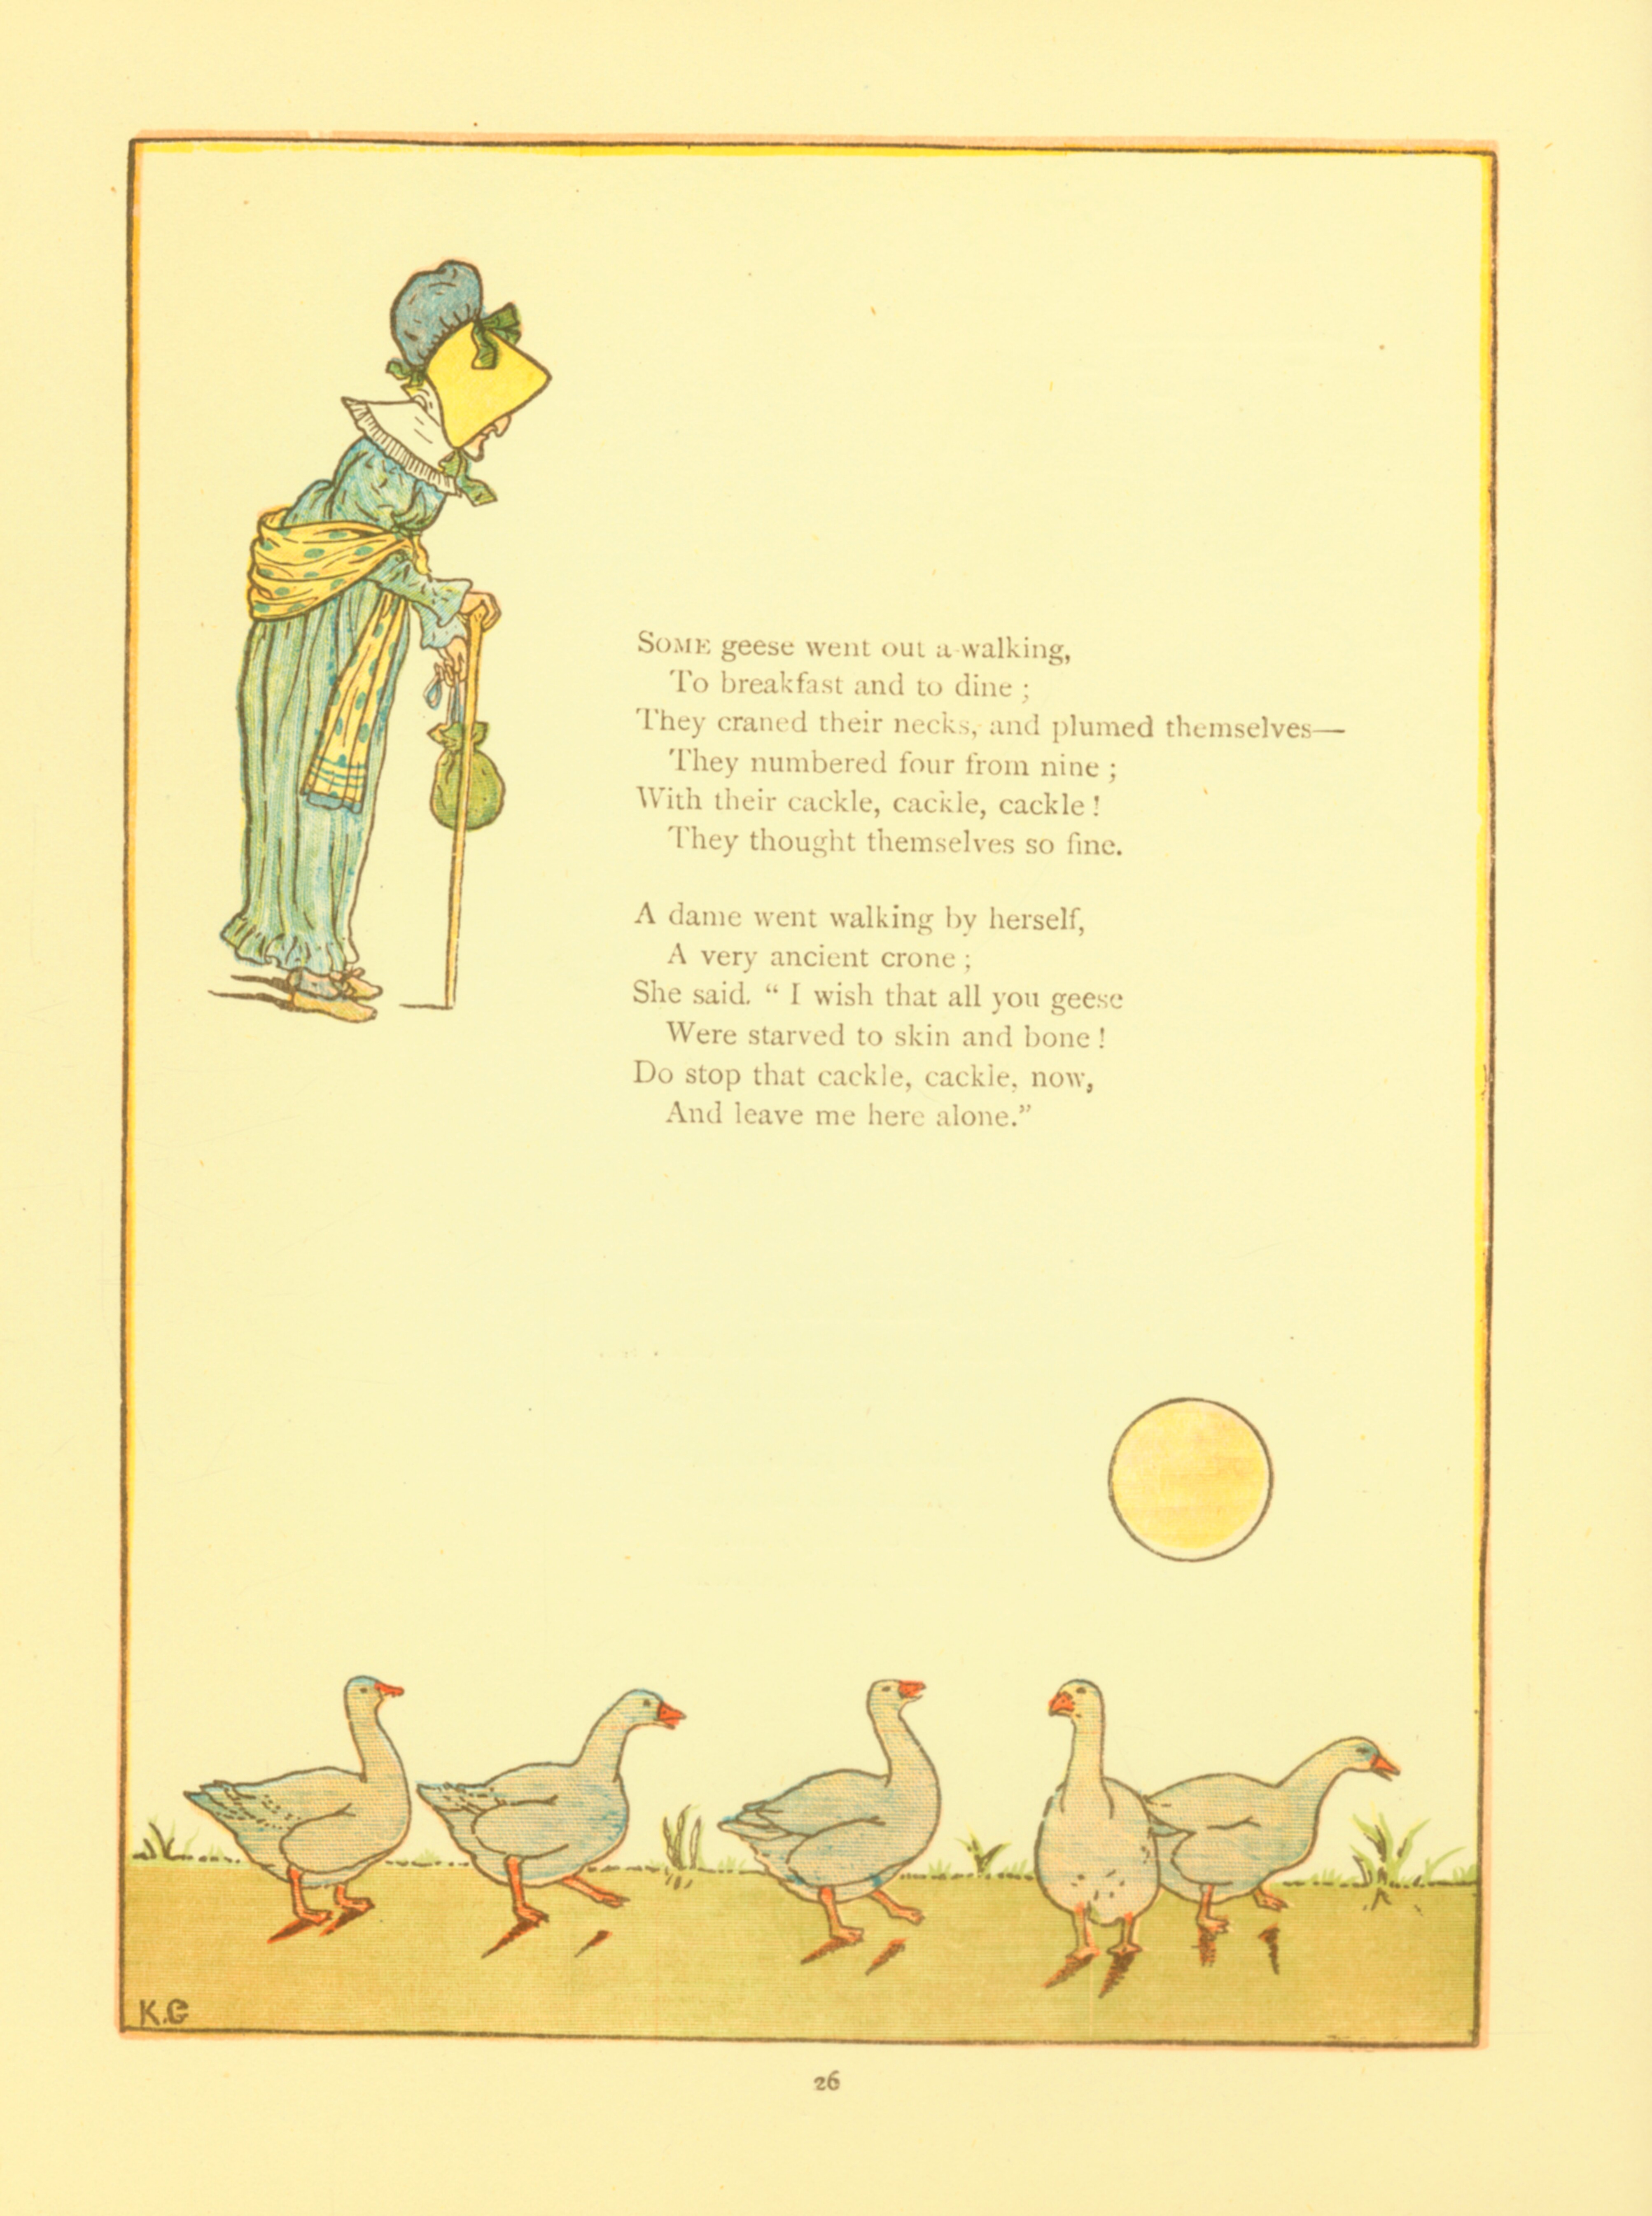 SOME geese went out a-walking,
To breakfast and to dine ;
They craned their necks, and plumed themselves—
They numbered four from nine ;
With their cackle, cackle, cackle !
They thought themselves so fine.
A dame went walking by herself,
A very ancient crone ;
She said. “ I wish that all you geese
Were starved to skin and bone !
Do stop that cackle, cackle, now,
And leave me here alone.”
K.G
26